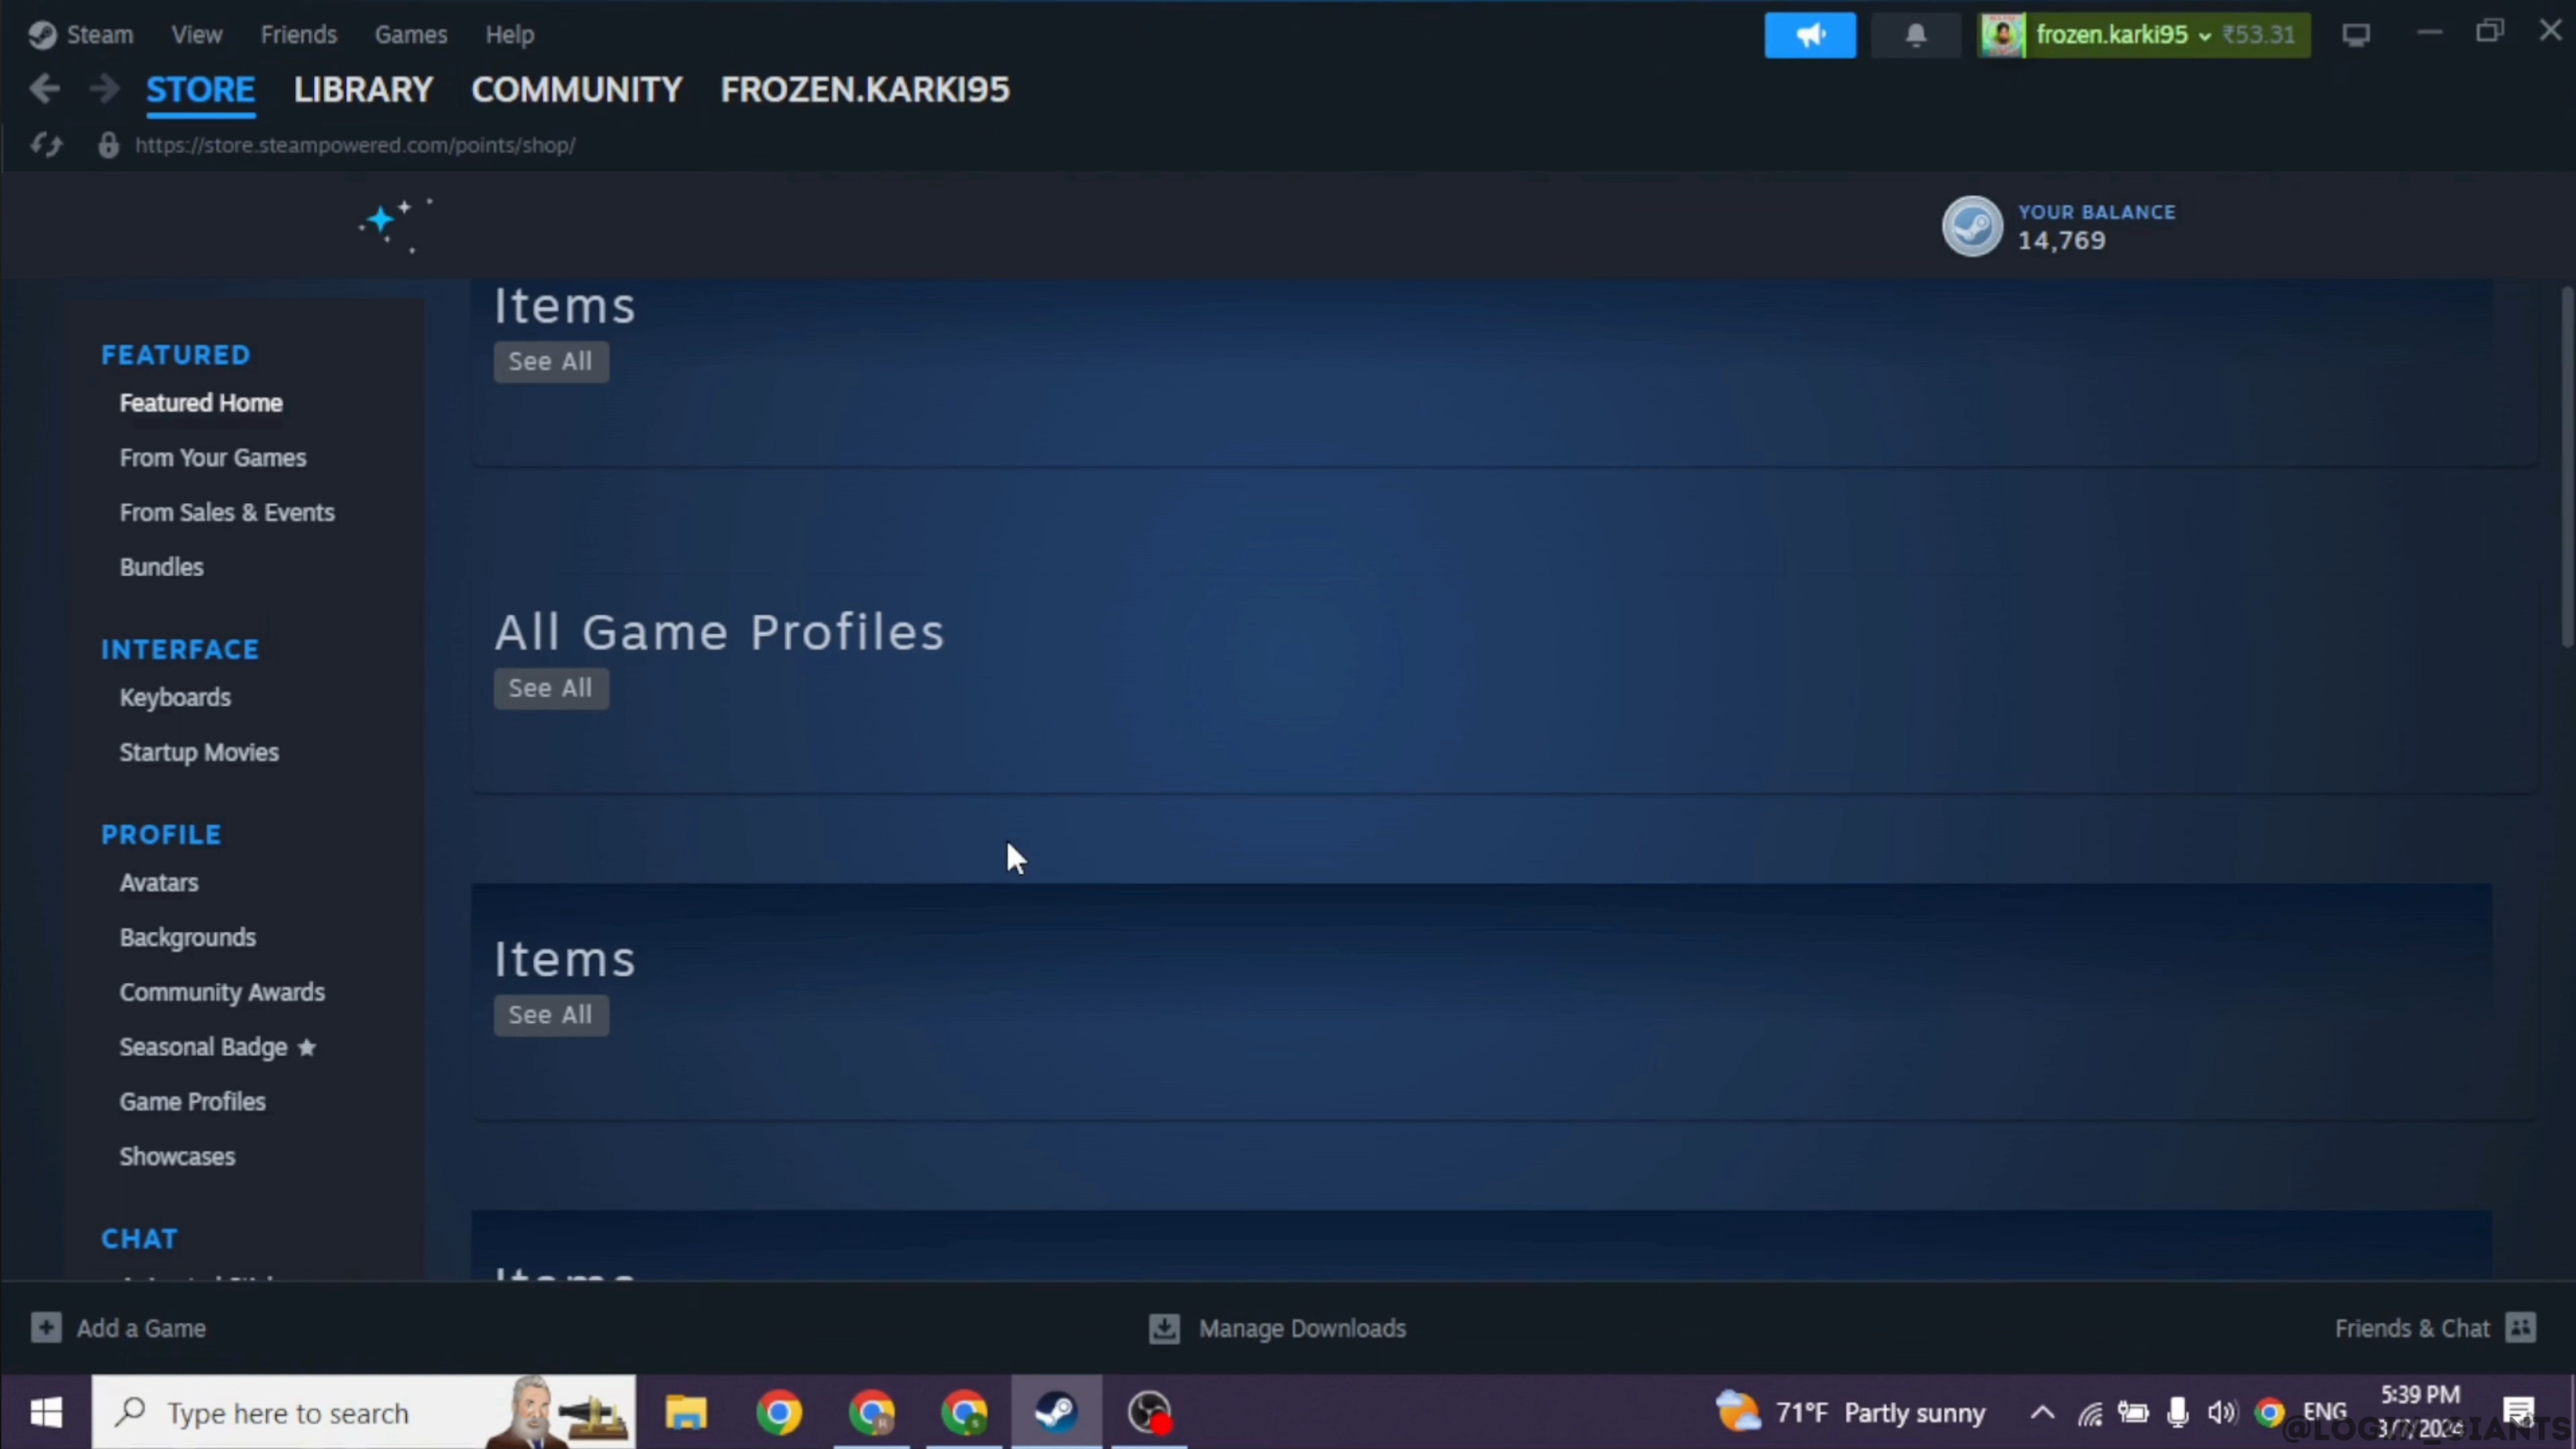 Steam View Friends Games Help
frozen.karki95 ₹53.31
STORE LIBRARY COMMUNITY FROZEN.KARKI95
https://store.steampowered.com/points/shop/
YOUR BALANCE
14,769
FEATURED
Featured Home
From Your Games
From Sales & Events
Bundles
INTERFACE
Keyboards
Startup Movies
PROFILE
Avatars
Backgrounds
Community Awards
Seasonal Badge ★
Game Profiles
Showcases
CHAT
Items
See All
All Game Profiles
See All
Items
See All
Items
Add a Game
Manage Downloads
Friends & Chat
Type here to search
71°F Partly sunny
ENG
5:39 PM
3/7/2024